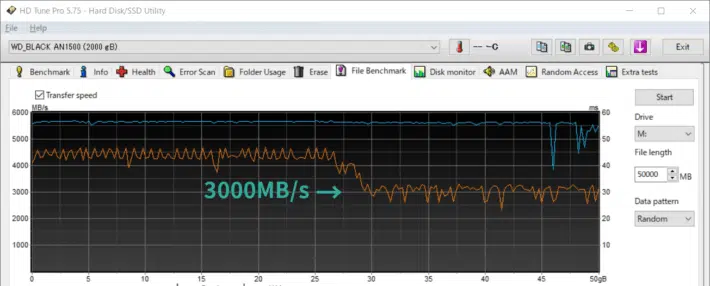 HD Tune Pro 5.75 - Hard Disk/SSD Utility
File Help
WD_BLACK AN1500 (2000 gB) -- ‑C Exit
Benchmark Info Health Error Scan Folder Usage Erase File Benchmark Disk monitor AAM Random Access Extra tests
Transfer speed Start
MB/s ms
6000 60
Drive
5000 50
M:
4000 40
File length
3000MB/s →
3000 30
50000 MB
2000 20
Data pattern
Random
1000 10
0 5 10 15 20 25 30 35 40 45 50gB